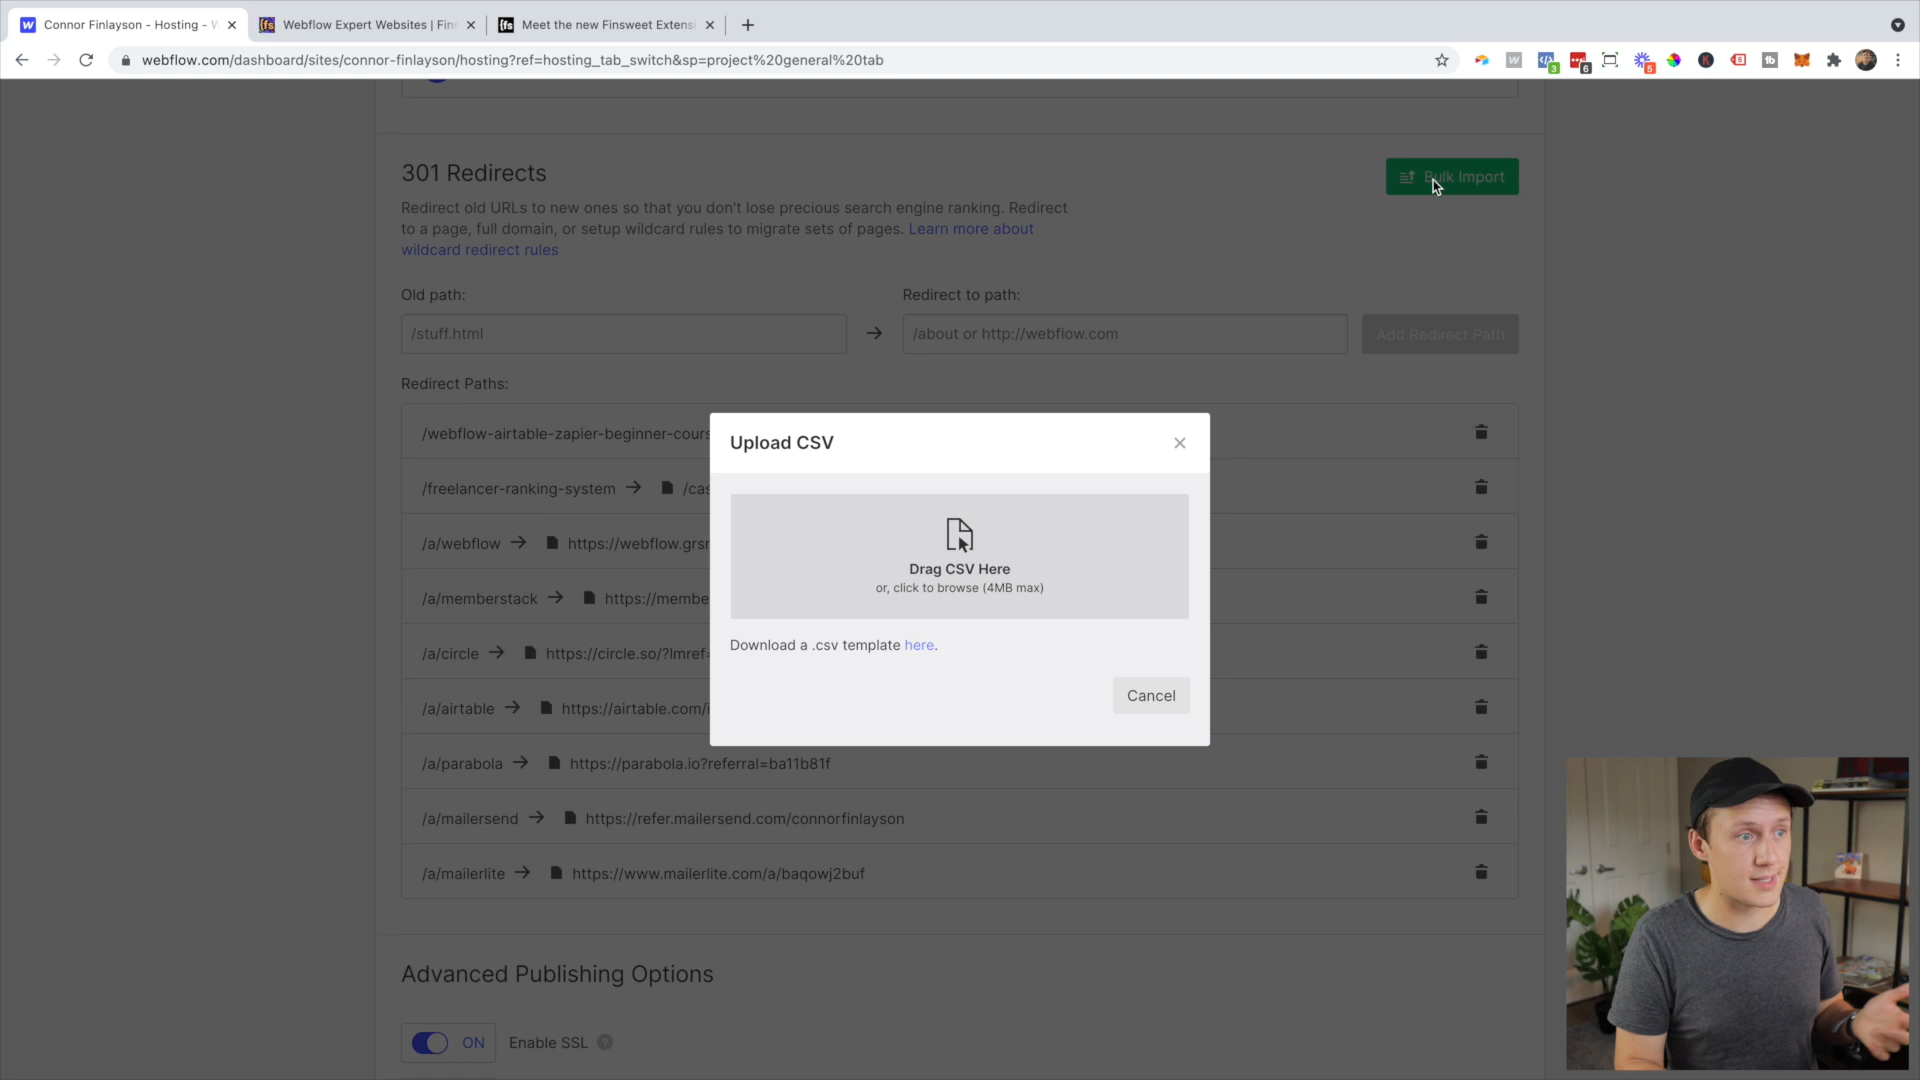 Connor Finlayson - Hosting - W
Webflow Expert Websites | Fins
Meet the new Finsweet Extens
webflow.com/dashboard/sites/connor-finlayson/hosting?ref=hosting_tab_switch&sp=project%20general%20tab
301 Redirects
Bulk Import
Redirect old URLs to new ones so that you don't lose precious search engine ranking. Redirect
to a page, full domain, or setup wildcard rules to migrate sets of pages. Learn more about
wildcard redirect rules
Old path:
Redirect to path:
/stuff.html
/about or http://webflow.com
Add Redirect Path
Redirect Paths:
/webflow-airtable-zapier-beginner-cours
/freelancer-ranking-system → /cas
/a/webflow → https://webflow.grsr
/a/memberstack → https://membe
/a/circle → https://circle.so/?lmref=
/a/airtable → https://airtable.com/i
/a/parabola → https://parabola.io?referral=ba11b81f
/a/mailersend → https://refer.mailersend.com/connorfinlayson
/a/mailerlite → https://www.mailerlite.com/a/baqowj2buf
Upload CSV
Drag CSV Here
or, click to browse (4MB max)
Download a .csv template here.
Cancel
Advanced Publishing Options
ON
Enable SSL ?